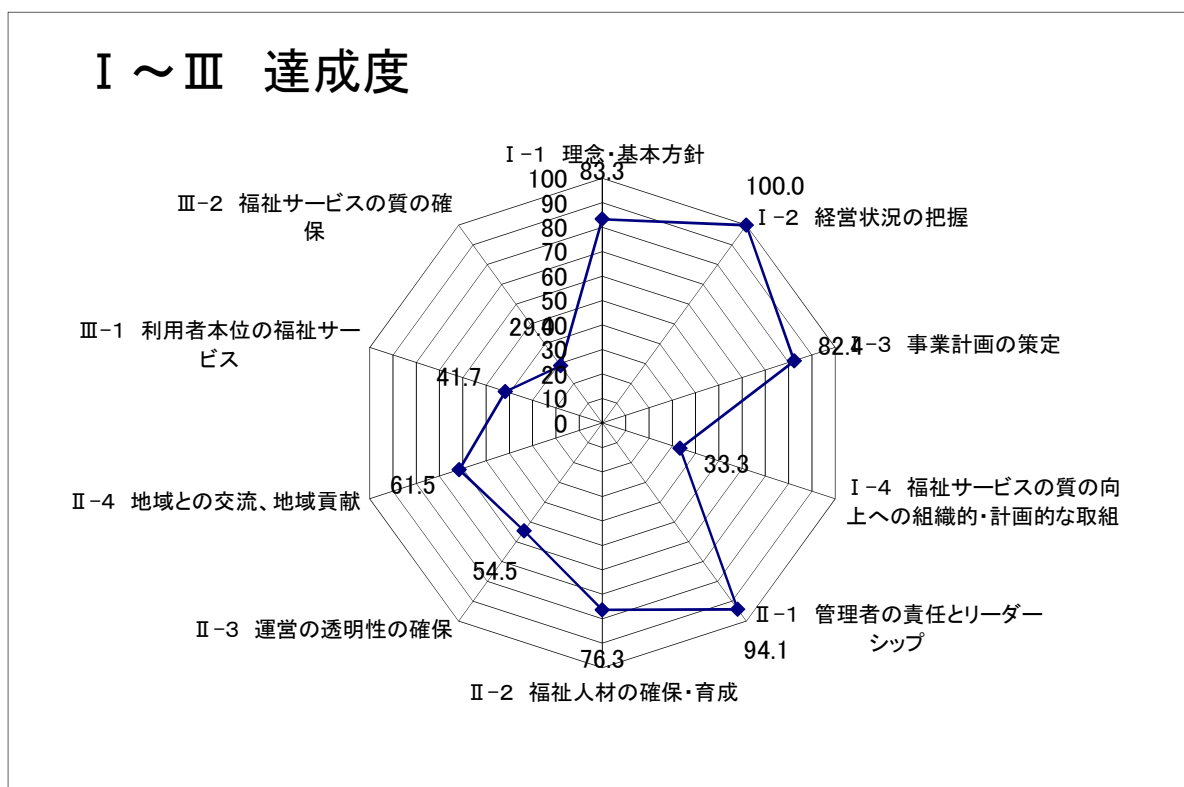 Ⅰ～Ⅲ 達成度
Ⅰ-1 理念・基本方針
83.3
100
90
80
70
60
50
40
30
20
10
0
100.0
Ⅰ-2 経営状況の把握
82.4
Ⅰ-3 事業計画の策定
33.3
Ⅰ-4 福祉サービスの質の向
上への組織的・計画的な取組
Ⅱ-1 管理者の責任とリーダー
シップ
94.1
76.3
Ⅱ-2 福祉人材の確保・育成
54.5
Ⅱ-3 運営の透明性の確保
61.5
Ⅱ-4 地域との交流、地域貢献
41.7
Ⅲ-1 利用者本位の福祉サー
ビス
29.0
Ⅲ-2 福祉サービスの質の確
保